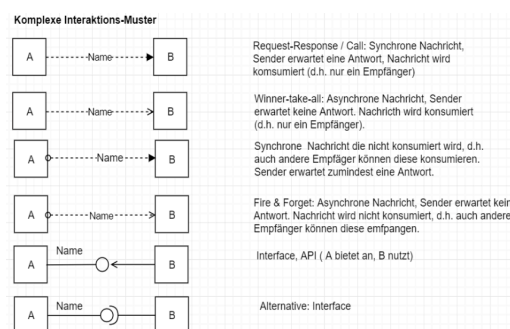 Komplexe Interaktions-Muster
A Name B
Request-Response / Call: Synchrone Nachricht,
Sender erwartet eine Antwort, Nachricht wird
komsumiert (d.h. nur ein Empfänger)
A Name B
Winner-take-all: Asynchrone Nachricht, Sender
erwartet keine Antwort. Nachricth wird konsumiert
(d.h. nur ein Empfänger).
A Name B
Synchrone Nachricht die nicht konsumiert wird, d.h.
auch andere Empfäger können diese konsumieren.
Sender erwartet zumindest eine Antwort.
A Name B
Fire & Forget: Asynchrone Nachricht, Sender erwartet kein
Antwort. Nachricht wird nicht konsumiert, d.h. auch andere
Empfänger können diese emfpangen.
A Name B
Interface, API ( A bietet an, B nutzt)
A Name B
Alternative: Interface